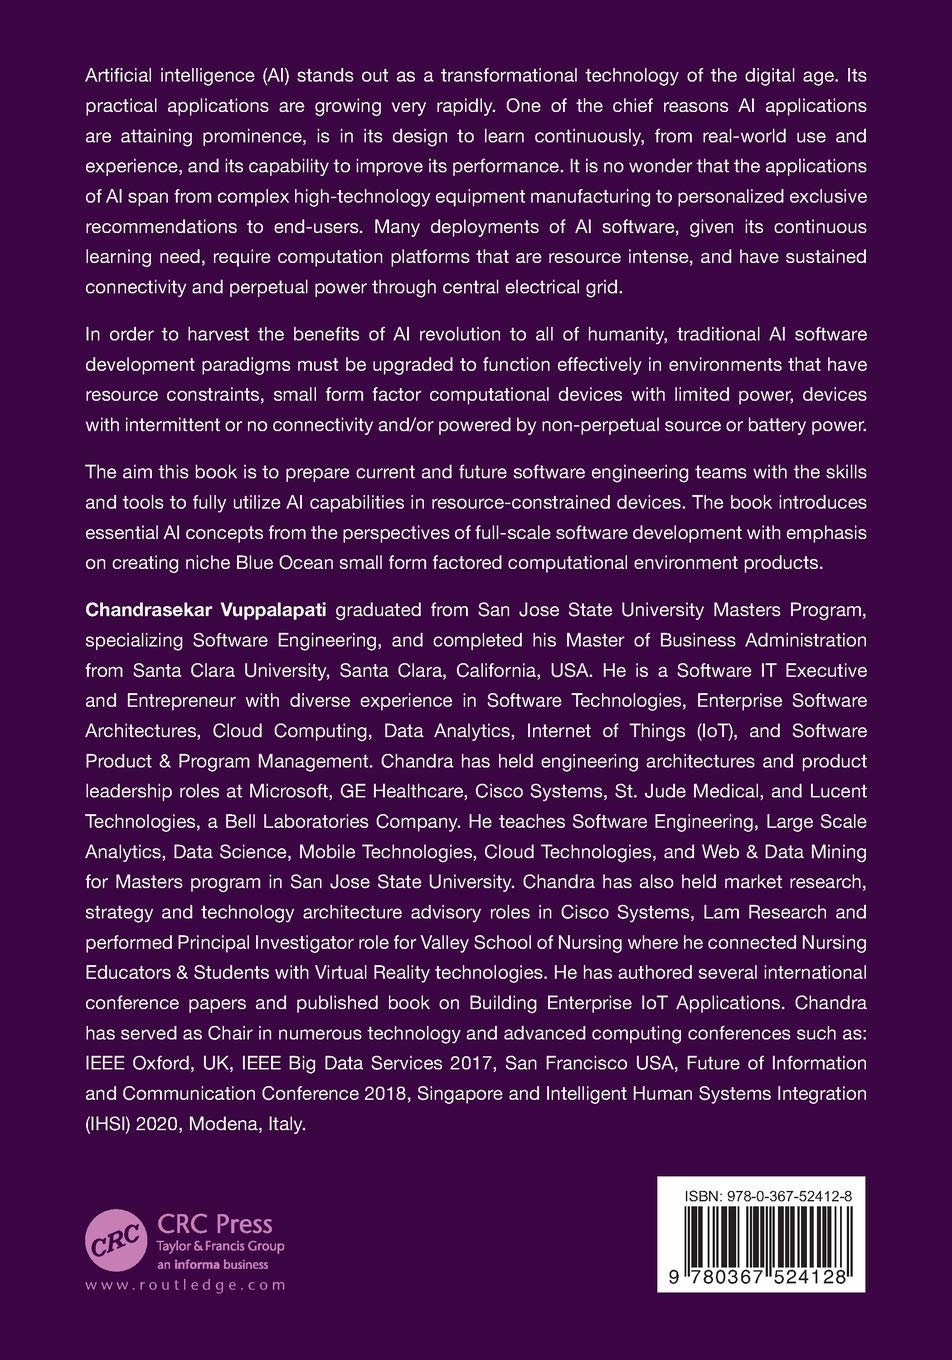 Artificial intelligence (AI) stands out as a transformational technology of the digital age. Its
practical applications are growing very rapidly. One of the chief reasons AI applications
are attaining prominence, is in its design to learn continuously, from real-world use and
experience, and its capability to improve its performance. It is no wonder that the applications
of AI span from complex high-technology equipment manufacturing to personalized exclusive
recommendations to end-users. Many deployments of AI software, given its continuous
learning need, require computation platforms that are resource intense, and have sustained
connectivity and perpetual power through central electrical grid.
In order to harvest the benefits of AI revolution to all of humanity, traditional AI software
development paradigms must be upgraded to function effectively in environments that have
resource constraints, small form factor computational devices with limited power, devices
with intermittent or no connectivity and/or powered by non-perpetual source or battery power.
The aim this book is to prepare current and future software engineering teams with the skills
and tools to fully utilize AI capabilities in resource-constrained devices. The book introduces
essential AI concepts from the perspectives of full-scale software development with emphasis
on creating niche Blue Ocean small form factored computational environment products.
Chandrasekar Vuppalapati graduated from San Jose State University Masters Program,
specializing Software Engineering, and completed his Master of Business Administration
from Santa Clara University, Santa Clara, California, USA. He is a Software IT Executive
and Entrepreneur with diverse experience in Software Technologies, Enterprise Software
Architectures, Cloud Computing, Data Analytics, Internet of Things (IoT), and Software
Product & Program Management. Chandra has held engineering architectures and product
leadership roles at Microsoft, GE Healthcare, Cisco Systems, St. Jude Medical, and Lucent
Technologies, a Bell Laboratories Company. He teaches Software Engineering, Large Scale
Analytics, Data Science, Mobile Technologies, Cloud Technologies, and Web & Data Mining
for Masters program in San Jose State University. Chandra has also held market research,
strategy and technology architecture advisory roles in Cisco Systems, Lam Research and
performed Principal Investigator role for Valley School of Nursing where he connected Nursing
Educators & Students with Virtual Reality technologies. He has authored several international
conference papers and published book on Building Enterprise IoT Applications. Chandra
has served as Chair in numerous technology and advanced computing conferences such as:
IEEE Oxford, UK, IEEE Big Data Services 2017, San Francisco USA, Future of Information
and Communication Conference 2018, Singapore and Intelligent Human Systems Integration
(IHSI) 2020, Modena, Italy.
CRC
CRC Press
Taylor & Francis Group
an informa business
www.routledge.com
ISBN: 978-0-367-52412-8
9 780367 524128